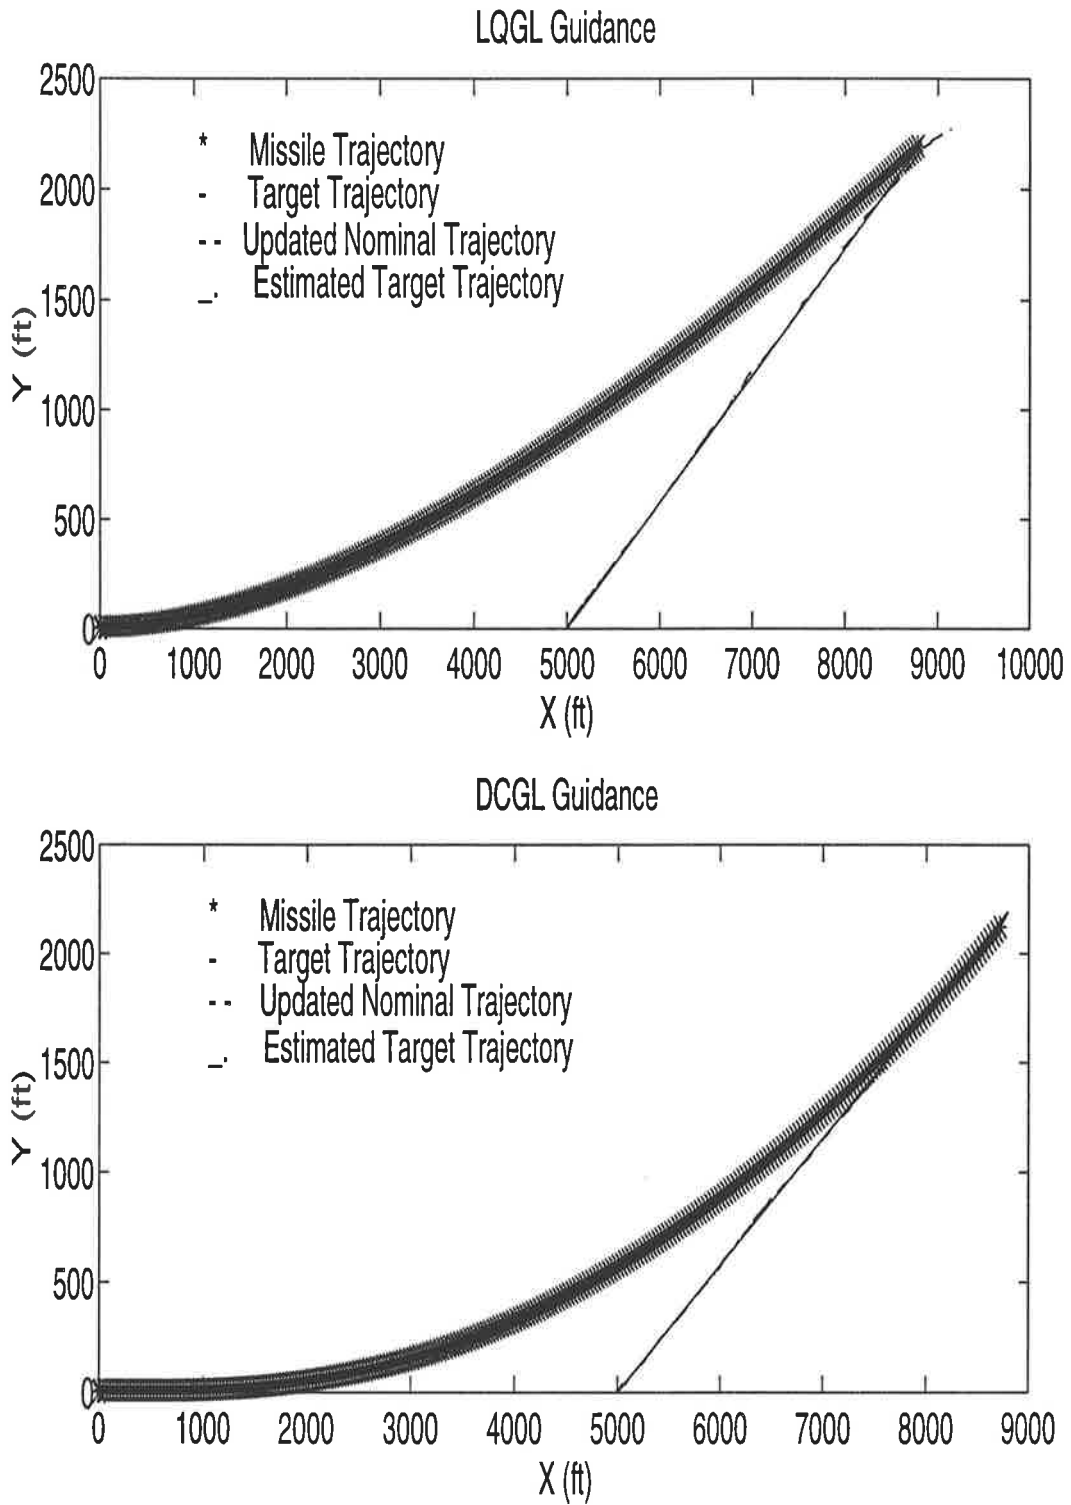 LQGL Guidance
2500
2000
1500
1000
500
0
Y (ft)
* Missile Trajectory
- Target Trajectory
-- Updated Nominal Trajectory
_. Estimated Target Trajectory
0 1000 2000 3000 4000 5000 6000 7000 8000 9000 10000
X (ft)
DCGL Guidance
2500
2000
1500
1000
500
0
Y (ft)
* Missile Trajectory
- Target Trajectory
-- Updated Nominal Trajectory
_. Estimated Target Trajectory
0 1000 2000 3000 4000 5000 6000 7000 8000 9000
X (ft)